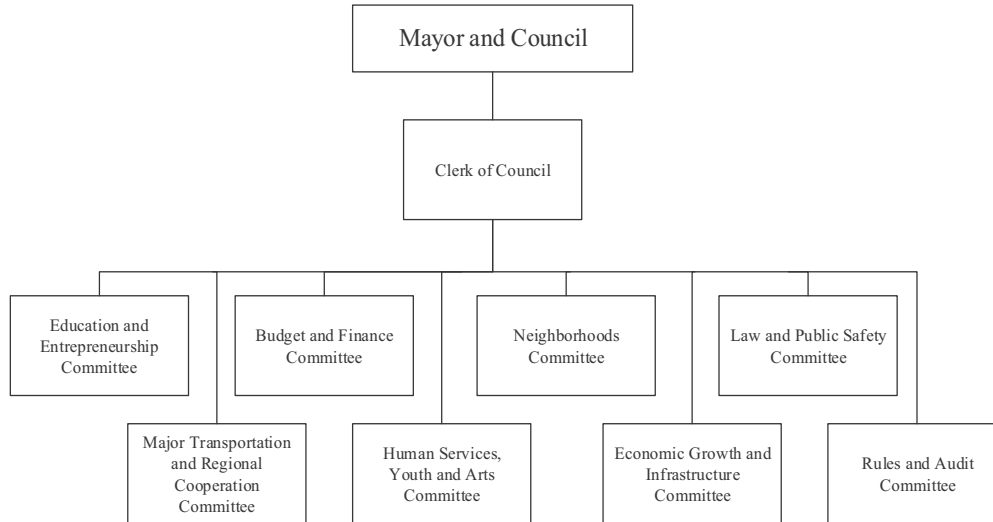 Mayor and Council
Clerk of Council
Education and
Entrepreneurship
Committee
Budget and Finance
Committee
Neighborhoods
Committee
Law and Public Safety
Committee
Major Transportation
and Regional
Cooperation
Committee
Human Services,
Youth and Arts
Committee
Economic Growth and
Infrastructure
Committee
Rules and Audit
Committee